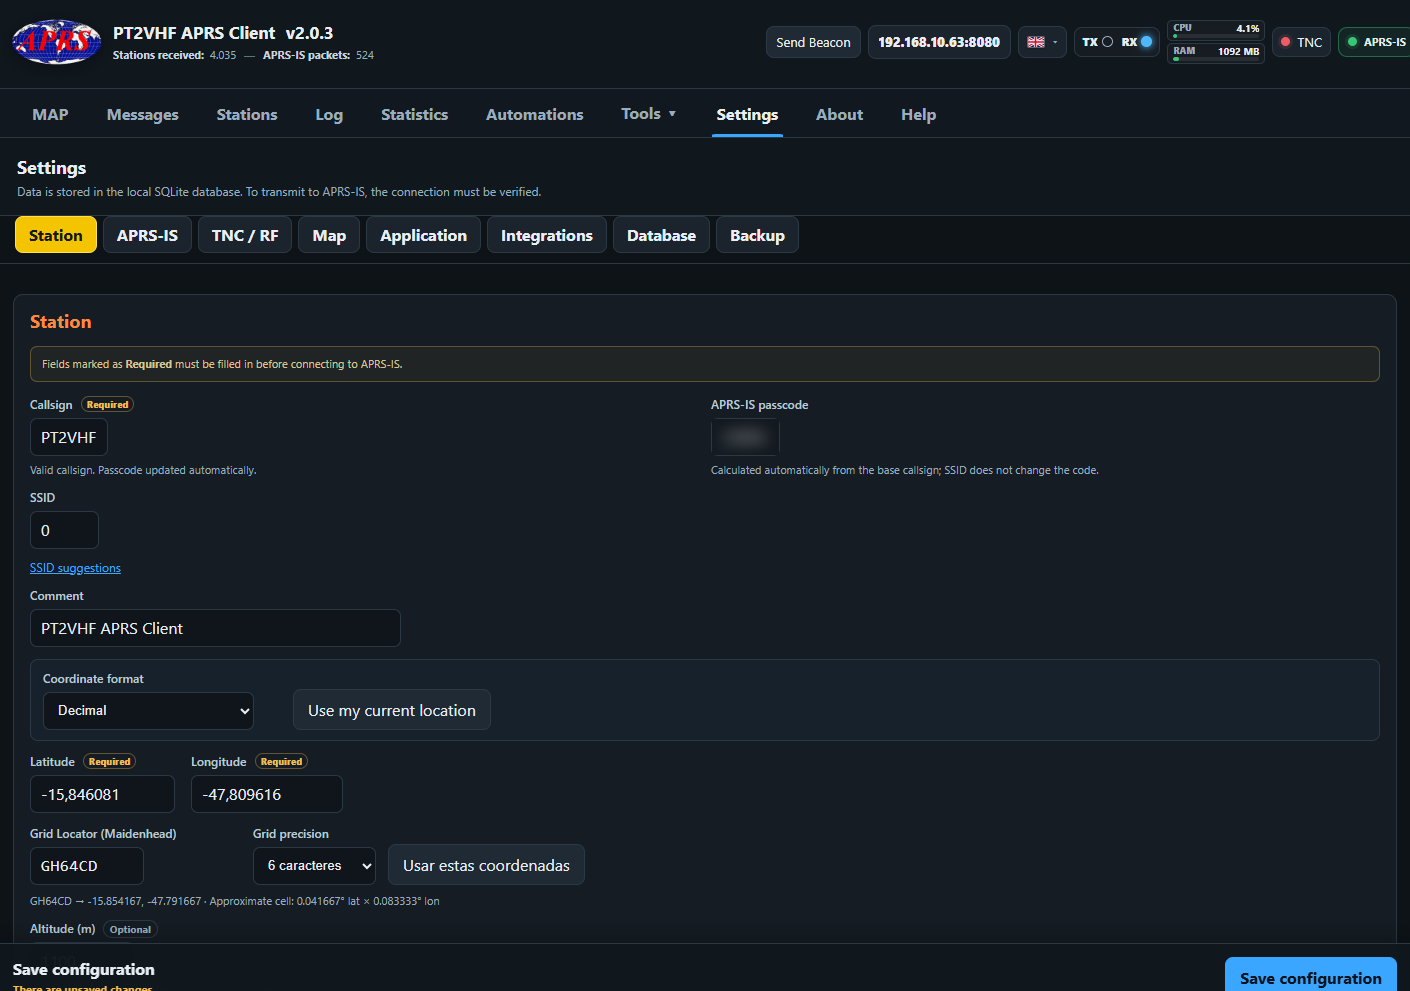 APRS
PT2VHF APRS Client v2.0.3
Stations received: 4.035 — APRS-IS packets: 524
Send Beacon
192.168.10.63:8080
TX RX
CPU 4.1%
RAM 1092 MB
TNC
APRS-IS
MAP Messages Stations Log Statistics Automations Tools ▼ Settings About Help
Settings
Data is stored in the local SQLite database. To transmit to APRS-IS, the connection must be verified.
Station APRS-IS TNC / RF Map Application Integrations Database Backup
Station
Fields marked as Required must be filled in before connecting to APRS-IS.
Callsign Required
PT2VHF
Valid callsign. Passcode updated automatically.
APRS-IS passcode
Calculated automatically from the base callsign; SSID does not change the code.
SSID
0
SSID suggestions
Comment
PT2VHF APRS Client
Coordinate format
Decimal
Use my current location
Latitude Required Longitude Required
-15,846081 -47,809616
Grid Locator (Maidenhead) Grid precision
GH64CD 6 caracteres Usar estas coordenadas
GH64CD → -15.854167, -47.791667 · Approximate cell: 0.041667° lat × 0.083333° lon
Altitude (m) Optional
Save configuration
There are unsaved changes
Save configuration